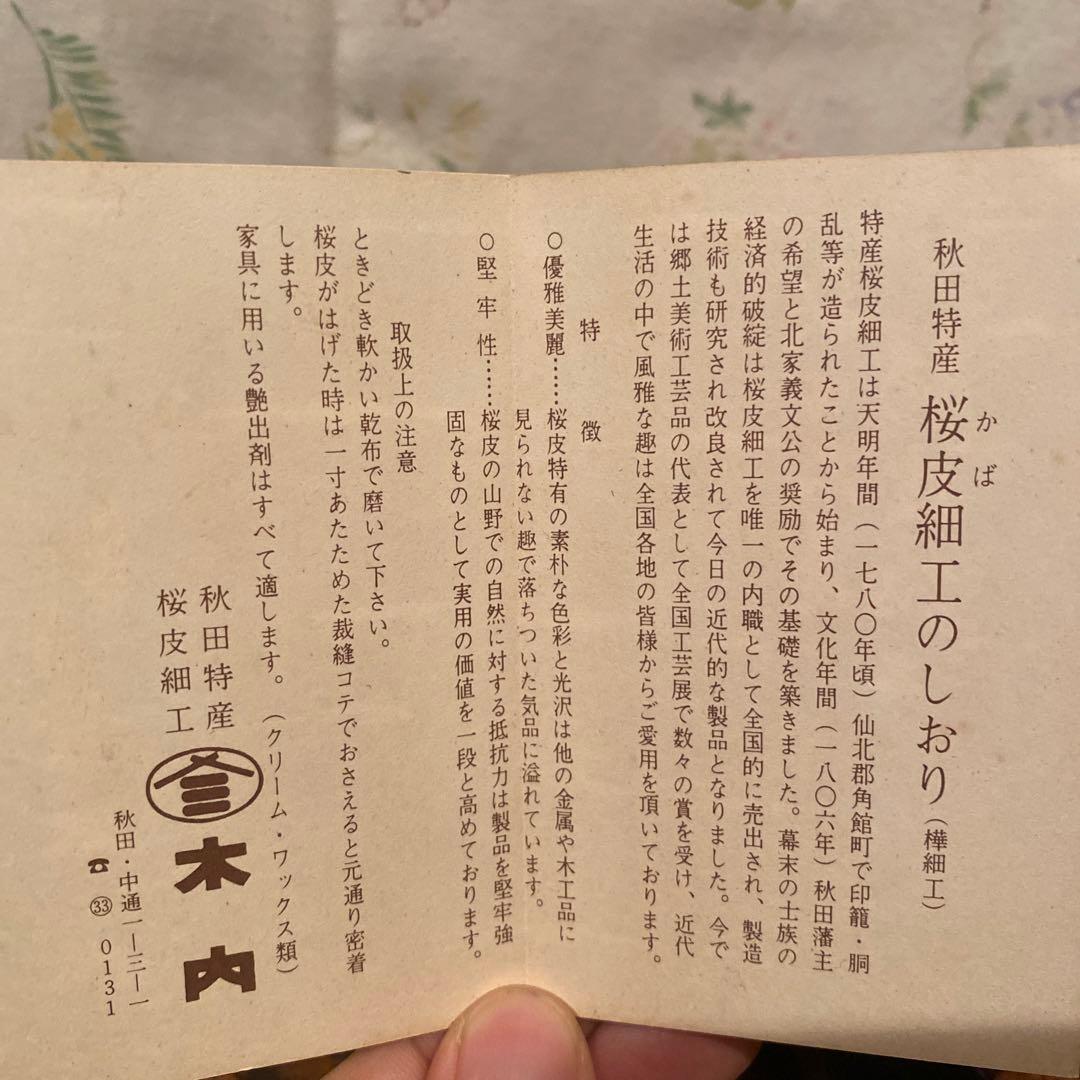 秋田特産 桜皮細工のしおり(樺細工)
かば
特産桜皮細工は天明年間(一七八〇年頃)仙北郡角館町で印籠・胴
乱等が造られたことから始まり、文化年間(一八〇六年)秋田藩主
の希望と北家義文公の奨励でその基礎を築きました。幕末の士族の
経済的破綻は桜皮細工を唯一の内職として全国的に売出され、製造
技術も研究され改良されて今日の近代的な製品となりました。今で
は郷土美術工芸品の代表として全国工芸展で数々の賞を受け、近代
生活の中で風雅な趣は全国各地の皆様からご愛用を頂いております。
特徴
○優雅美麗……桜皮特有の素朴な色彩と光沢は他の金属や木工品に
見られない趣で落ちついた気品に溢れています。
○堅牢性……桜皮の山野での自然に対する抵抗力は製品を堅牢強
固なものとして実用の価値を一段と高めております。
取扱上の注意
ときどき軟かい乾布で磨いて下さい。
桜皮がはげた時は一寸あたためた裁縫コテでおさえると元通り密着
します。
家具に用いる艶出剤はすべて適します。(クリーム・ワックス類)
秋田特産
桜皮細工
木内
秋田・中通一ー三ー一
☎㉝0131